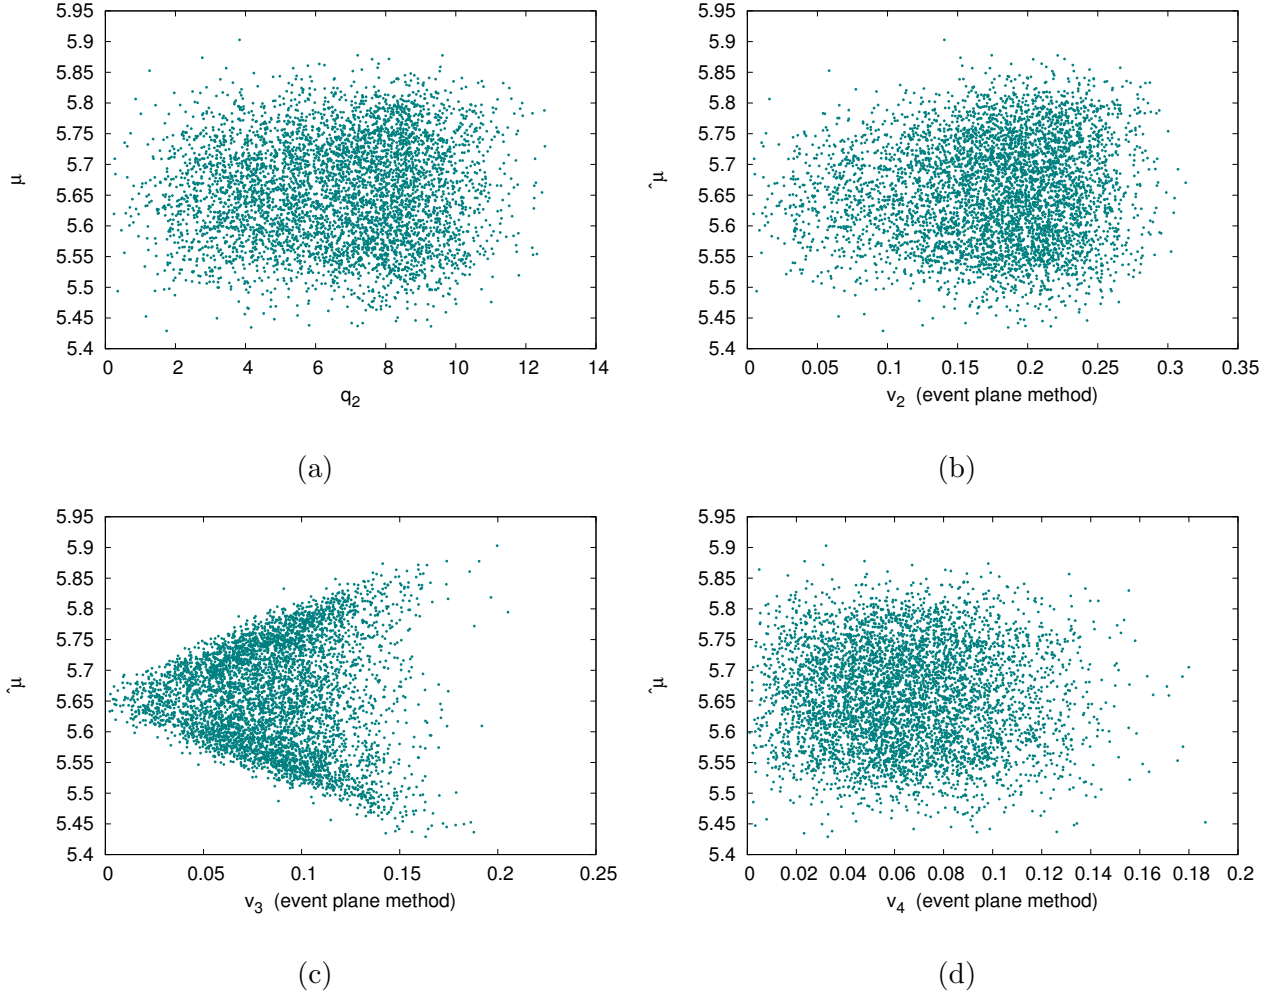 5.95 5.9 5.85 5.8 5.75 5.7 5.65 5.6 5.55 5.5 5.45 5.4
μ
0 2 4 6 8 10 12 14
q2
(a)
5.95 5.9 5.85 5.8 5.75 5.7 5.65 5.6 5.55 5.5 5.45 5.4
μ̂
0 0.05 0.1 0.15 0.2 0.25 0.3 0.35
v2 (event plane method)
(b)
5.95 5.9 5.85 5.8 5.75 5.7 5.65 5.6 5.55 5.5 5.45 5.4
μ̂
0 0.05 0.1 0.15 0.2 0.25
v3 (event plane method)
(c)
5.95 5.9 5.85 5.8 5.75 5.7 5.65 5.6 5.55 5.5 5.45 5.4
μ̂
0 0.02 0.04 0.06 0.08 0.1 0.12 0.14 0.16 0.18 0.2
v4 (event plane method)
(d)